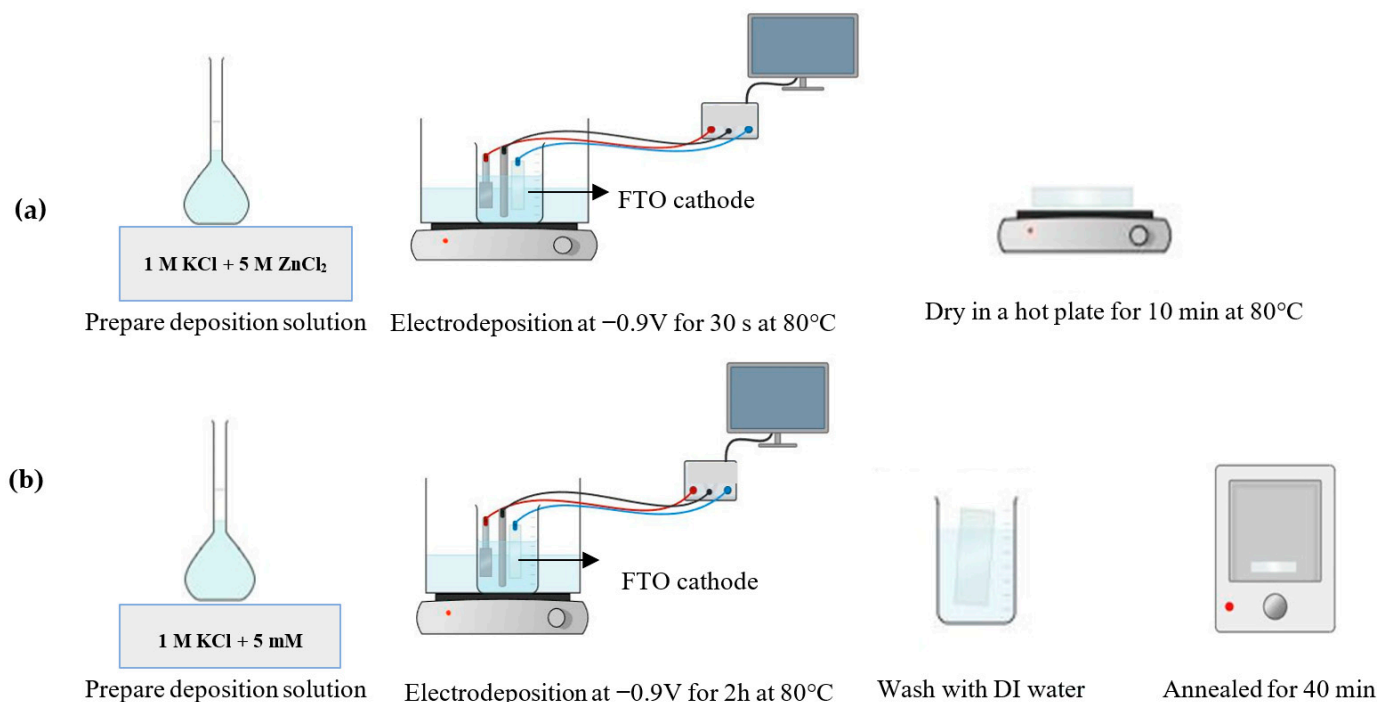 (a)
1 M KCl + 5 M ZnCl₂
Prepare deposition solution
FTO cathode
Electrodeposition at −0.9V for 30 s at 80°C
Dry in a hot plate for 10 min at 80°C
(b)
1 M KCl + 5 mM
Prepare deposition solution
FTO cathode
Electrodeposition at −0.9V for 2h at 80°C
Wash with DI water
Annealed for 40 min